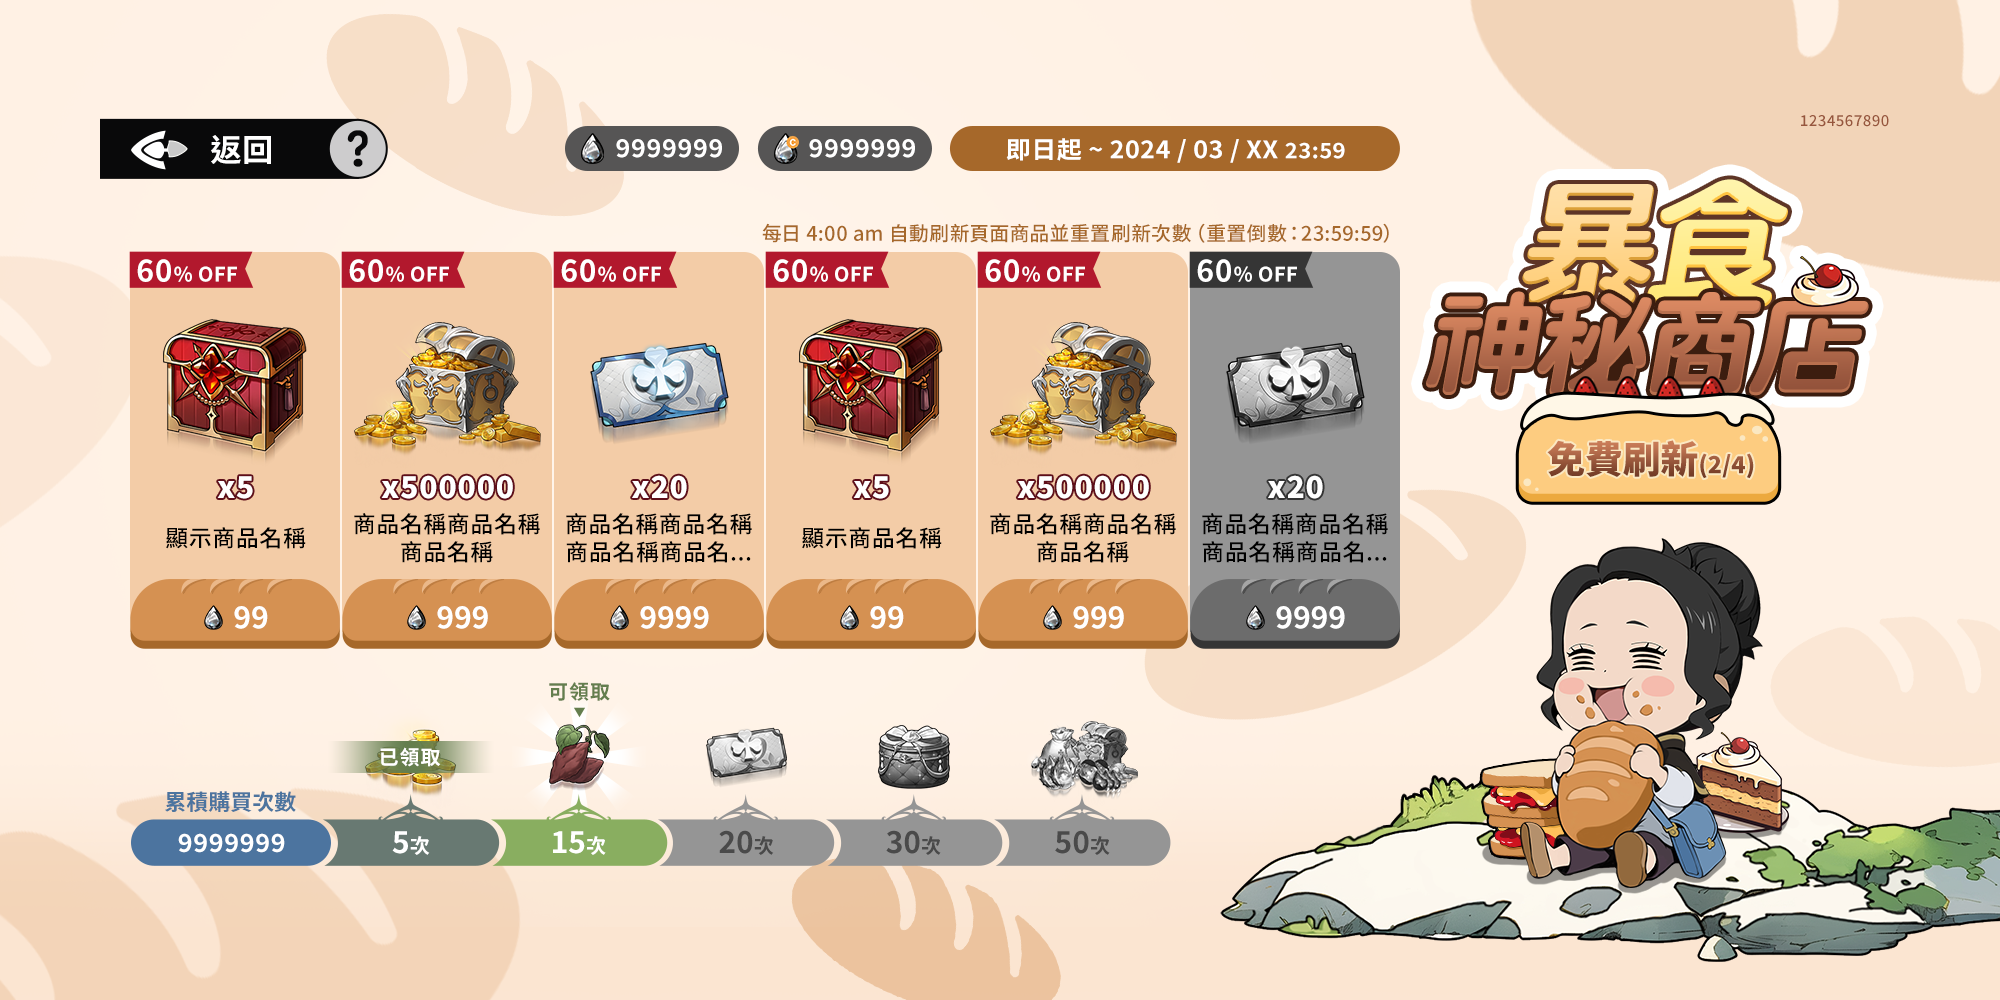 返回 ?
9999999
9999999
即日起 ~ 2024 / 03 / XX 23:59
1234567890
每日 4:00 am 自動刷新頁面商品並重置刷新次數 (重置倒數:23:59:59)
暴食
神秘商店
免費刷新(2/4)
60% OFF
x5
顯示商品名稱
99
60% OFF
x500000
商品名稱商品名稱
商品名稱
999
60% OFF
x20
商品名稱商品名稱
商品名稱商品名...
9999
60% OFF
x5
顯示商品名稱
99
60% OFF
x500000
商品名稱商品名稱
商品名稱
999
60% OFF
x20
商品名稱商品名稱
商品名稱商品名...
9999
可領取
已領取
累積購買次數
9999999
5次
15次
20次
30次
50次